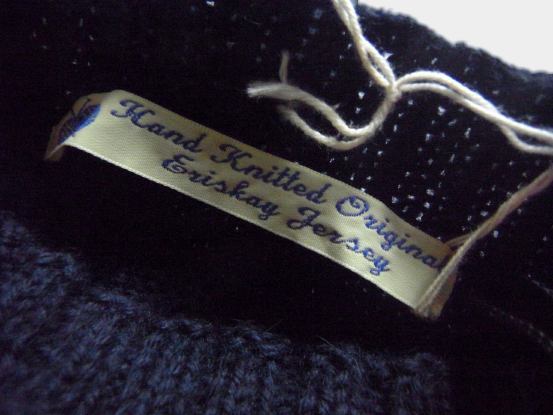 Hand Knitted Original
Eriskay Jersey